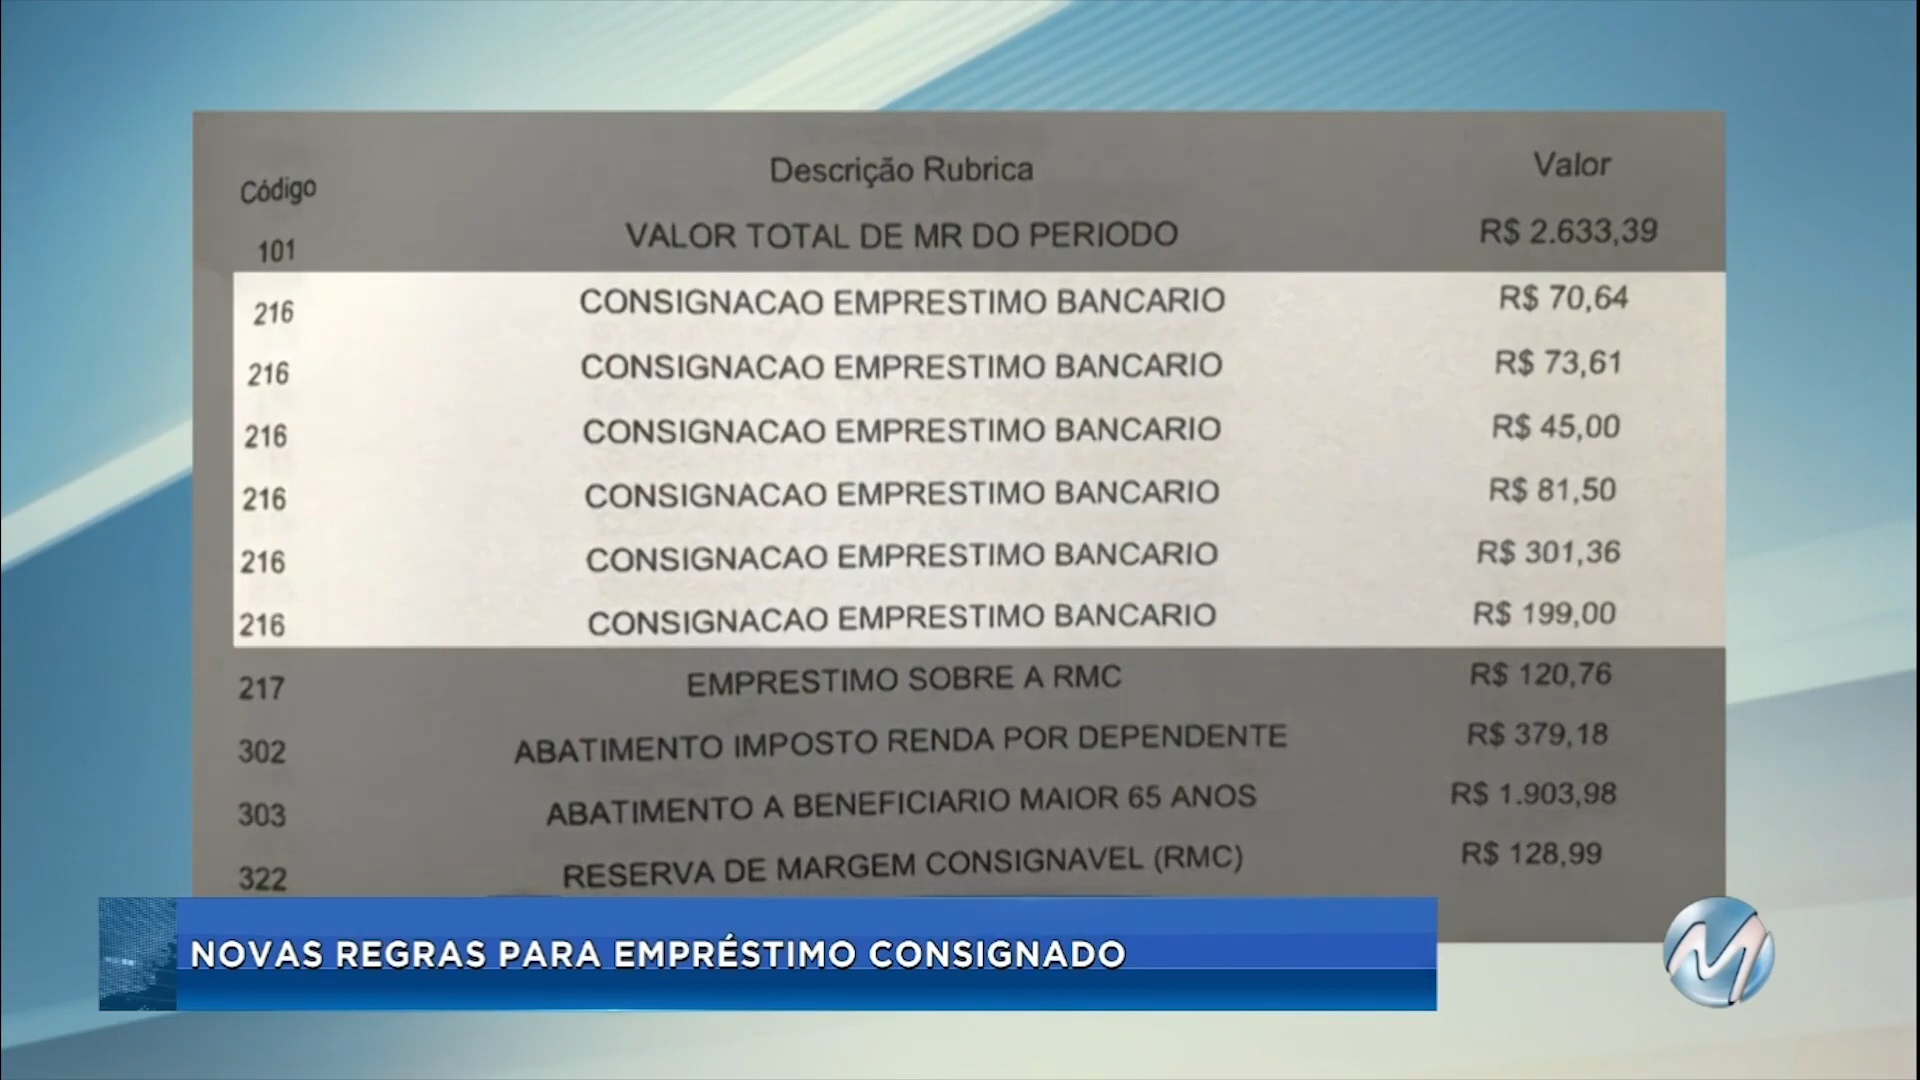 Código Descrição Rubrica Valor
101 VALOR TOTAL DE MR DO PERIODO R$ 2.633,39
216 CONSIGNACAO EMPRESTIMO BANCARIO R$ 70,64
216 CONSIGNACAO EMPRESTIMO BANCARIO R$ 73,61
216 CONSIGNACAO EMPRESTIMO BANCARIO R$ 45,00
216 CONSIGNACAO EMPRESTIMO BANCARIO R$ 81,50
216 CONSIGNACAO EMPRESTIMO BANCARIO R$ 301,36
216 CONSIGNACAO EMPRESTIMO BANCARIO R$ 199,00
217 EMPRESTIMO SOBRE A RMC R$ 120,76
302 ABATIMENTO IMPOSTO RENDA POR DEPENDENTE R$ 379,18
303 ABATIMENTO A BENEFICIARIO MAIOR 65 ANOS R$ 1.903,98
322 RESERVA DE MARGEM CONSIGNAVEL (RMC) R$ 128,99
NOVAS REGRAS PARA EMPRÉSTIMO CONSIGNADO
M